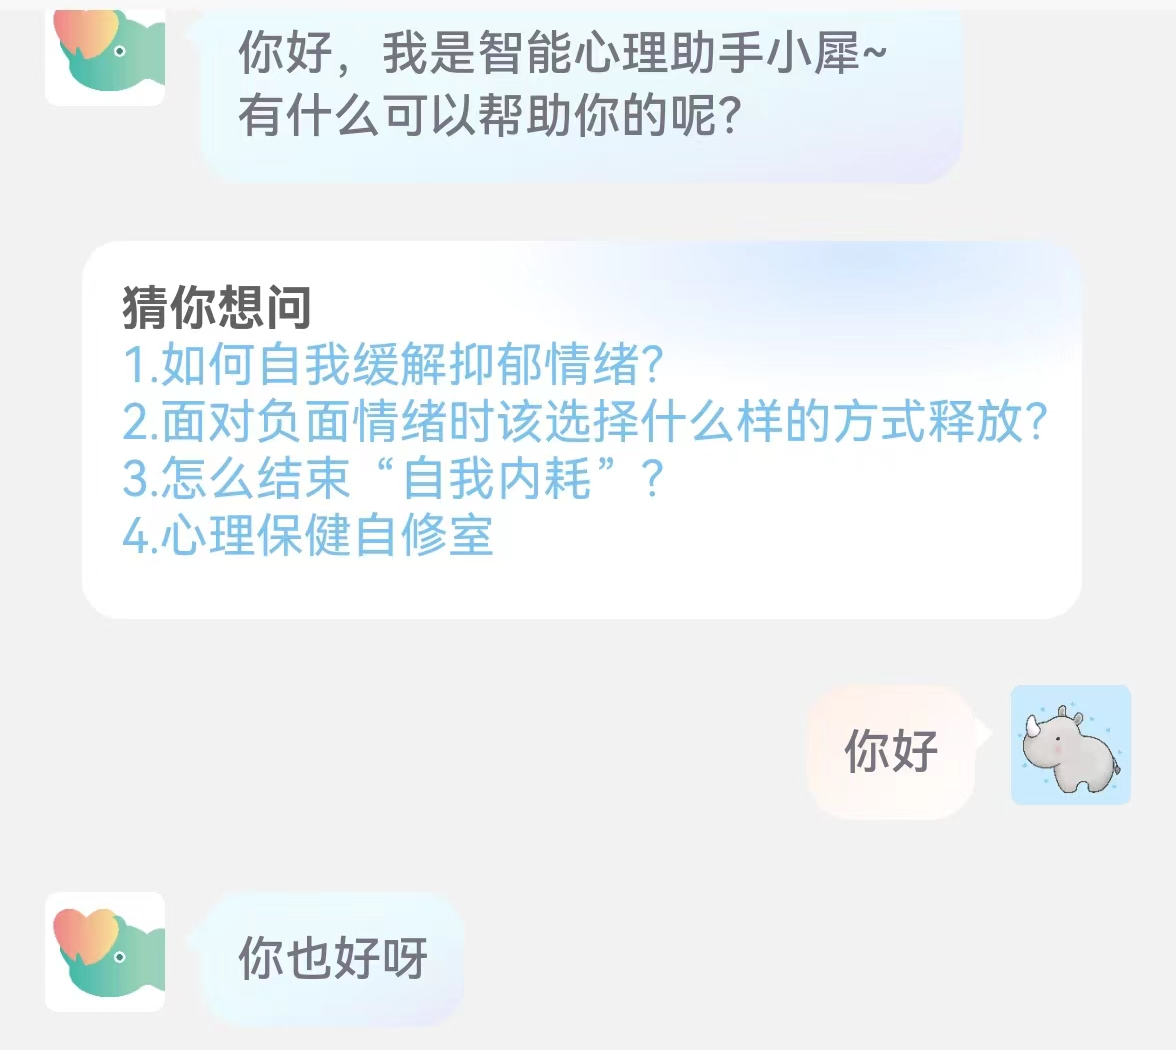 你好，我是智能心理助手小犀~
有什么可以帮助你的呢？
猜你想问
1.如何自我缓解抑郁情绪？
2.面对负面情绪时该选择什么样的方式释放？
3.怎么结束“自我内耗”？
4.心理保健自修室
你好
你也好呀